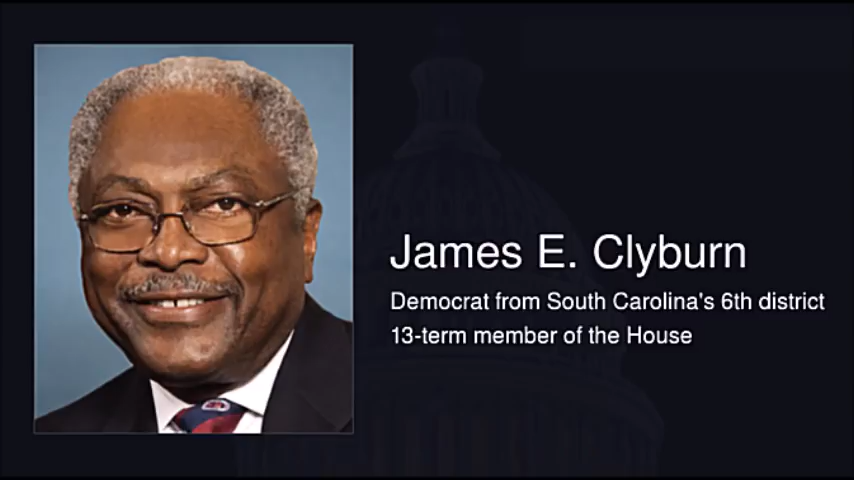 James E. Clyburn
Democrat from South Carolina's 6th district
13-term member of the House